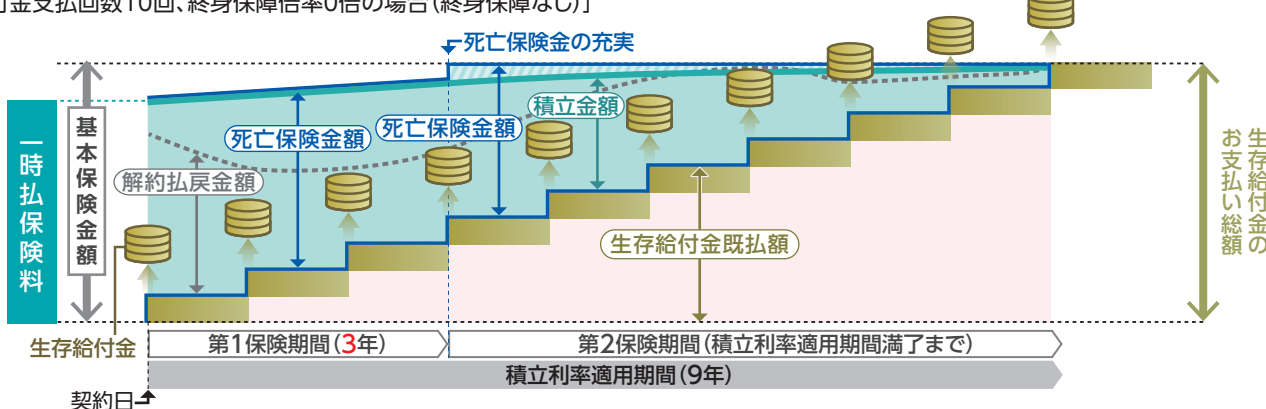 金支払回数10回、終身保障倍率0倍の場合(終身保障なし)]
死亡保険金の充実
一時払保険料
基本保険金額
積立金額
死亡保険金額
死亡保険金額
解約払戻金額
生存給付金既払額
生存給付金の
お支払い総額
生存給付金
第1保険期間(3年)
第2保険期間(積立利率適用期間満了まで)
積立利率適用期間(9年)
契約日